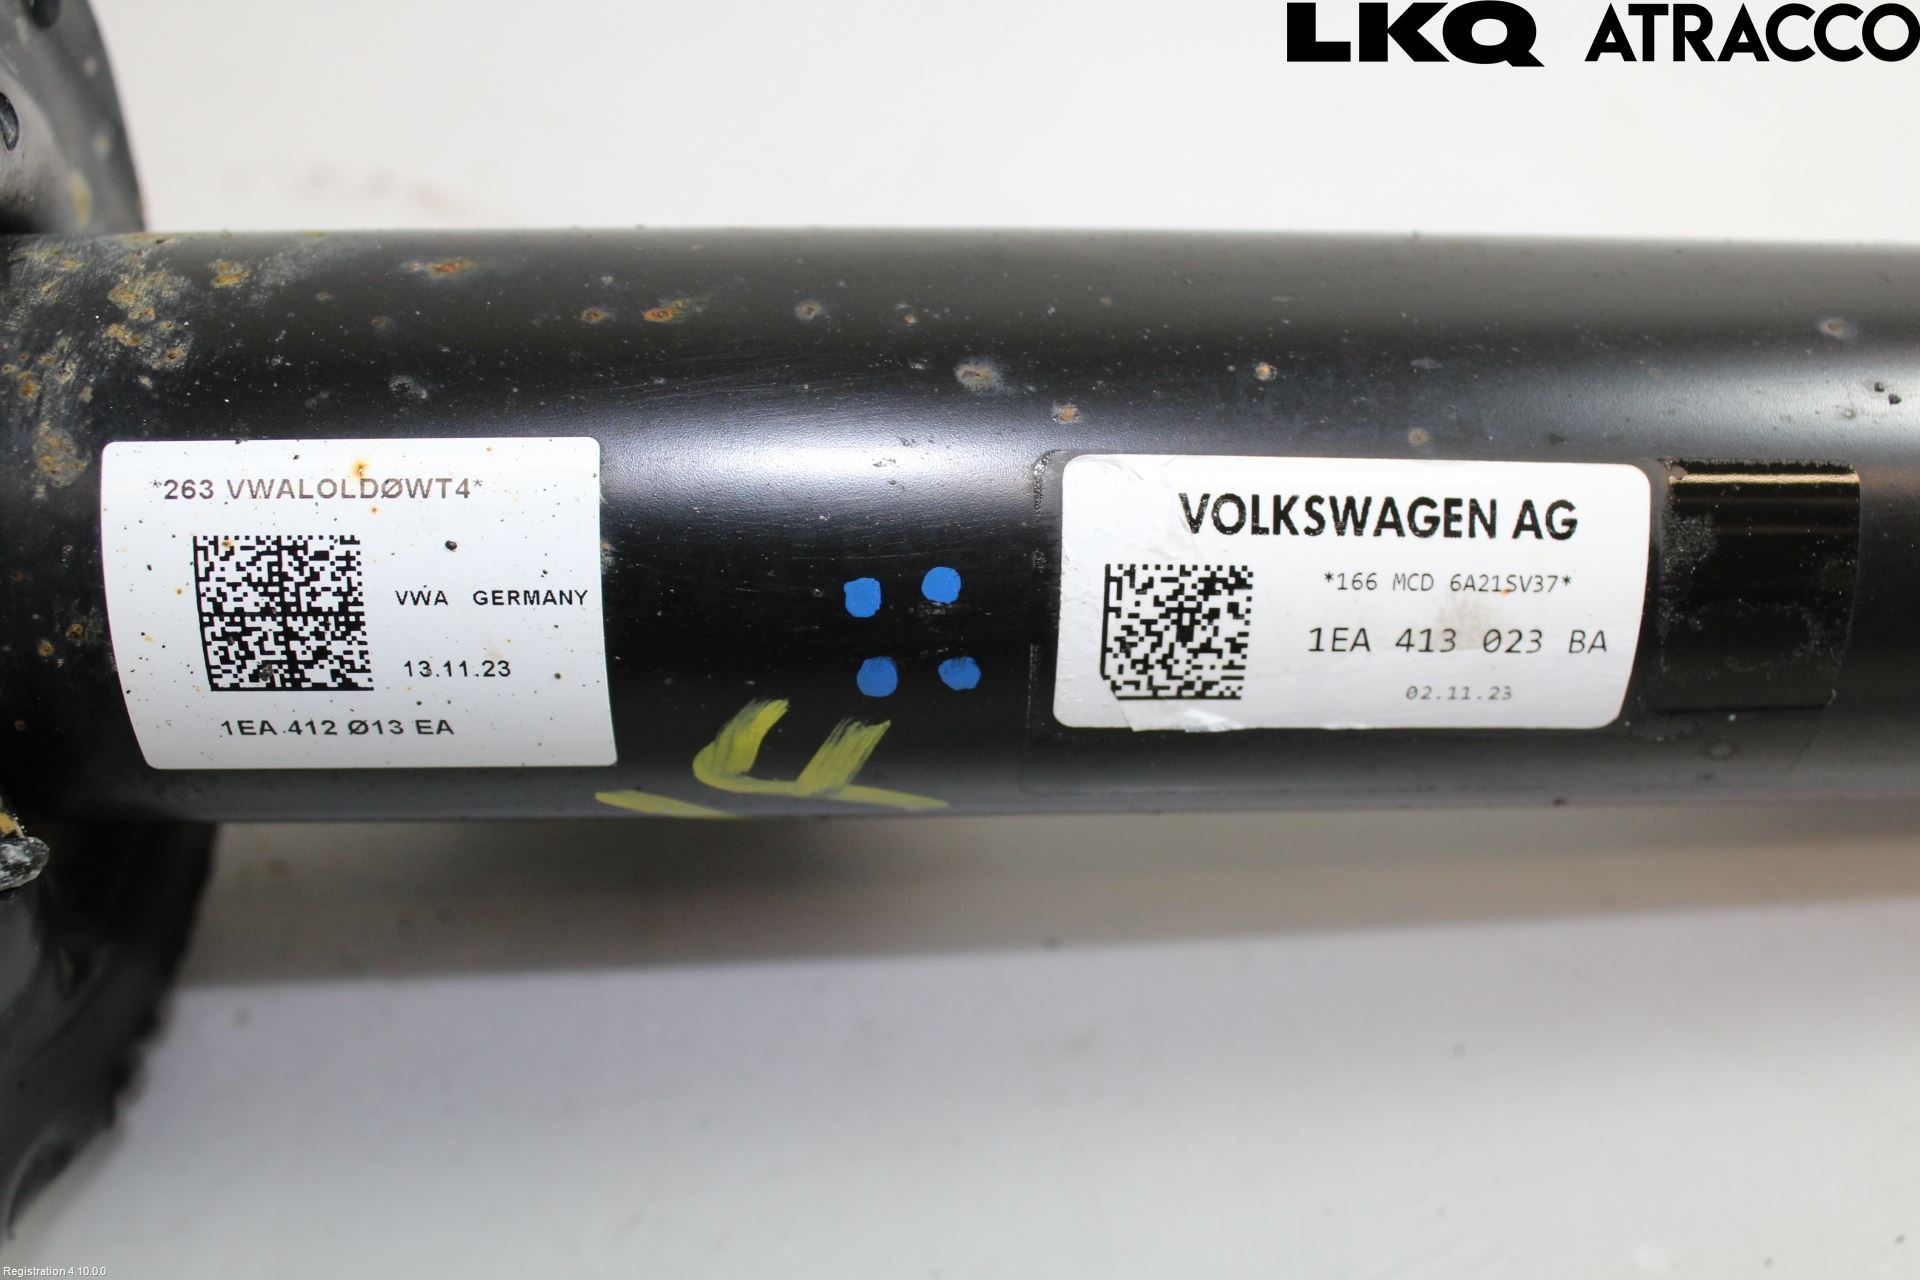 LKQ ATRACCO
*263 VWALOLDØWT4*
VWA GERMANY
13.11.23
1EA 412 Ø13 EA
VOLKSWAGEN AG
*166 MCD 6A21SV37*
1EA 413 023 BA
02.11.23
Registration 4.10.0.0